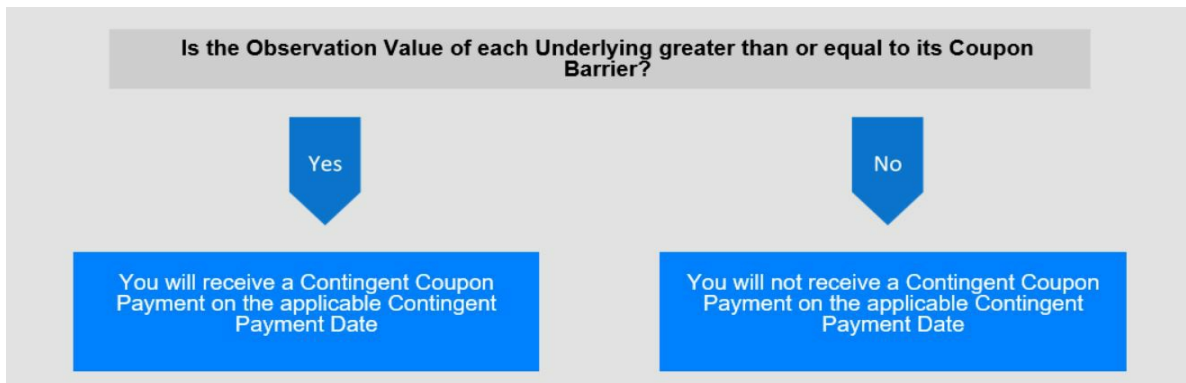 Is the Observation Value of each Underlying greater than or equal to its Coupon
Barrier?
Yes
No
You will receive a Contingent Coupon
Payment on the applicable Contingent
Payment Date
You will not receive a Contingent Coupon
Payment on the applicable Contingent
Payment Date